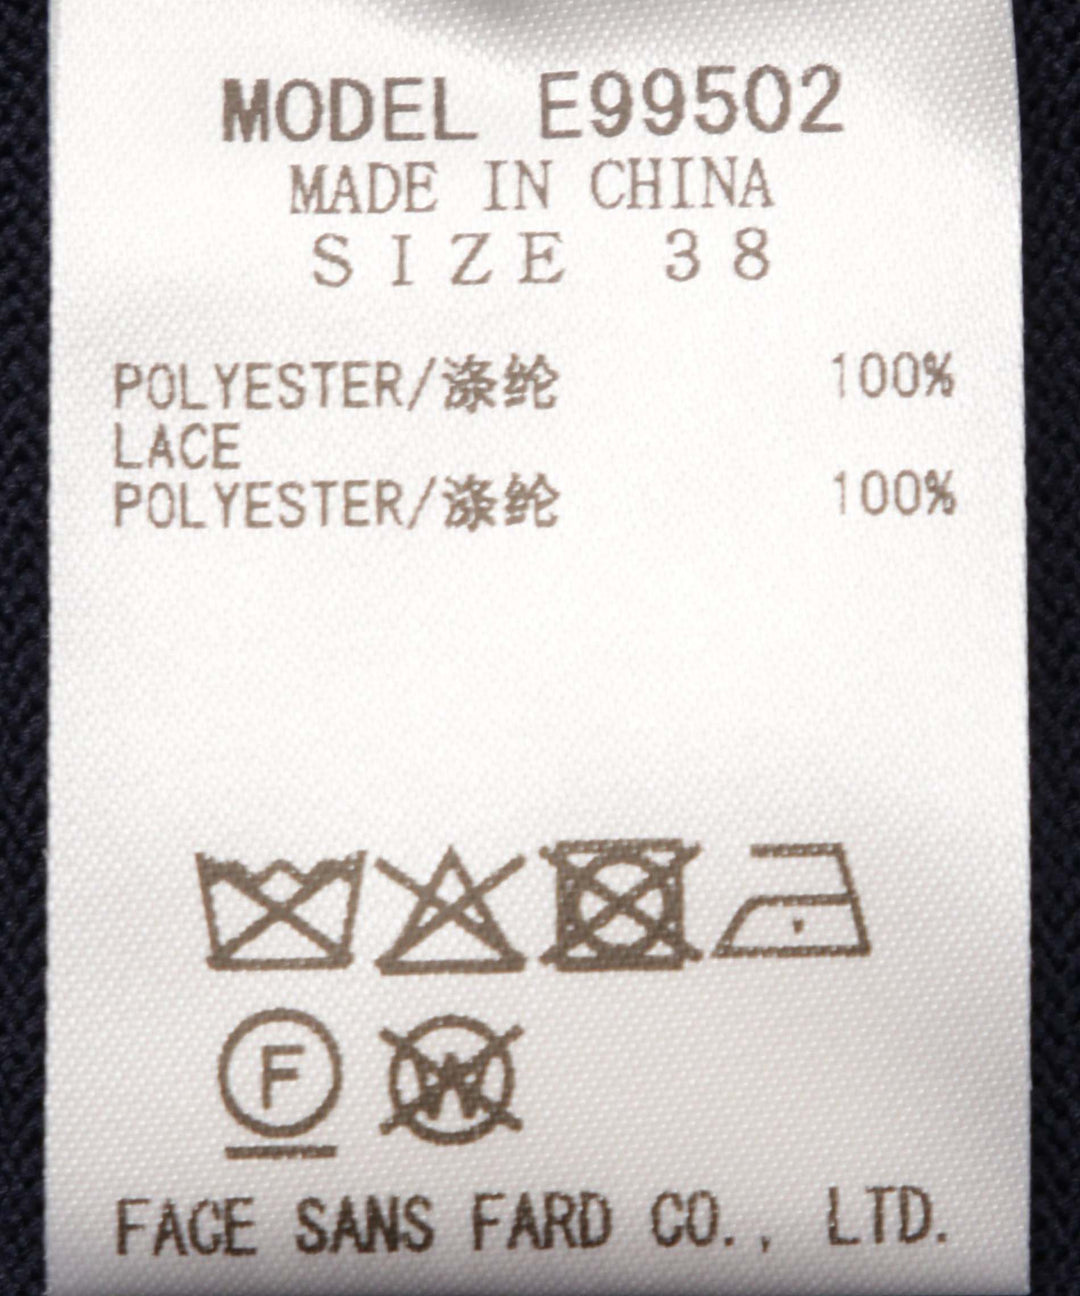 MODEL E99502
MADE IN CHINA
SIZE 38
POLYESTER/涤纶 100%
LACE
POLYESTER/涤纶 100%
F W
FACE SANS FARD CO., LTD.